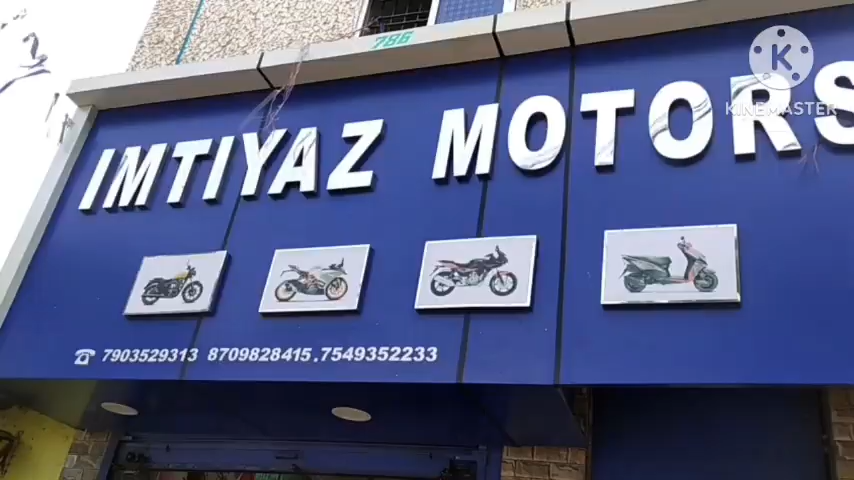 786
K
KINEMASTER
IMTIYAZ MOTORS
7903529313 8709828415.7549352233